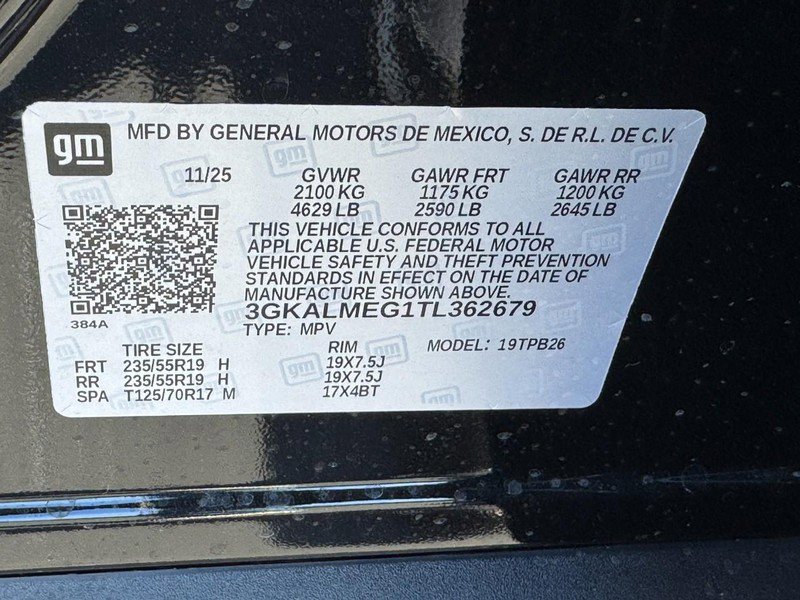 gm MFD BY GENERAL MOTORS DE MEXICO, S. DE R.L. DE C.V.
11/25 GVWR GAWR FRT GAWR RR
2100 KG 1175 KG 1200 KG
4629 LB 2590 LB 2645 LB
THIS VEHICLE CONFORMS TO ALL
APPLICABLE U.S. FEDERAL MOTOR
VEHICLE SAFETY AND THEFT PREVENTION
STANDARDS IN EFFECT ON THE DATE OF
MANUFACTURE SHOWN ABOVE.
384A
3GKALMEG1TL362679
TYPE: MPV
TIRE SIZE RIM MODEL: 19TPB26
FRT 235/55R19 H 19X7.5J
RR 235/55R19 H 19X7.5J
SPA T125/70R17 M 17X4BT